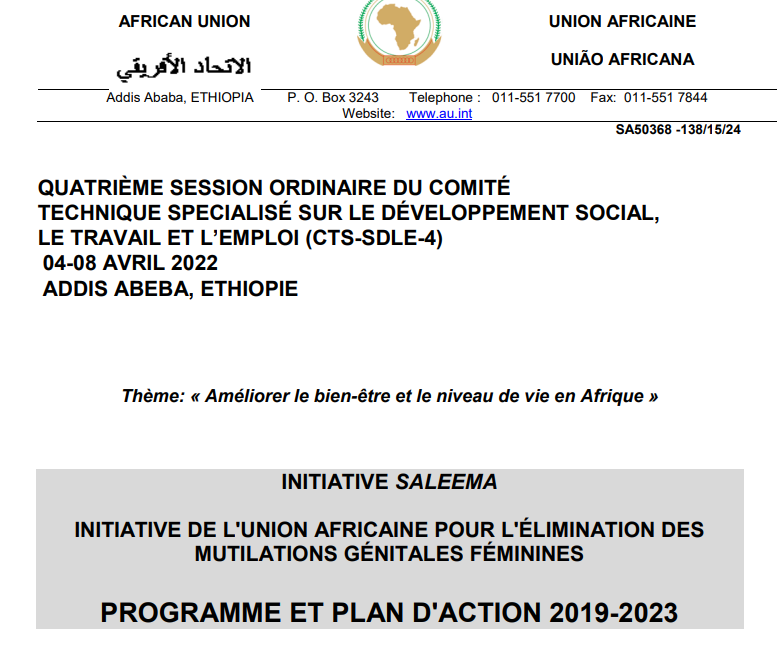 AFRICAN UNION
UNION AFRICAINE
الاتحاد الأفريقي
UNIÃO AFRICANA
Addis Ababa, ETHIOPIA P. O. Box 3243 Telephone : 011-551 7700 Fax: 011-551 7844
Website: www.au.int
SA50368 -138/15/24
QUATRIÈME SESSION ORDINAIRE DU COMITÉ
TECHNIQUE SPECIALISÉ SUR LE DÉVELOPPEMENT SOCIAL,
LE TRAVAIL ET L’EMPLOI (CTS-SDLE-4)
04-08 AVRIL 2022
ADDIS ABEBA, ETHIOPIE
Thème: « Améliorer le bien-être et le niveau de vie en Afrique »
INITIATIVE SALEEMA
INITIATIVE DE L'UNION AFRICAINE POUR L'ÉLIMINATION DES
MUTILATIONS GÉNITALES FÉMININES
PROGRAMME ET PLAN D'ACTION 2019-2023